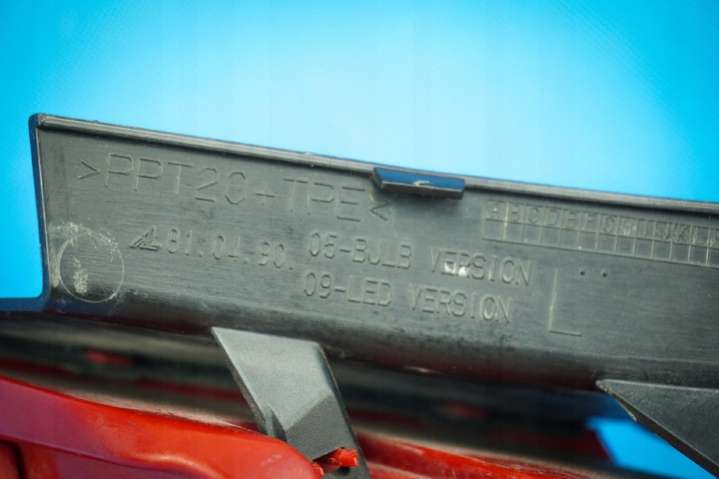 >PPT20+TPE<
81.04.90. 05-BULB VERSION
09-LED VERSION
L